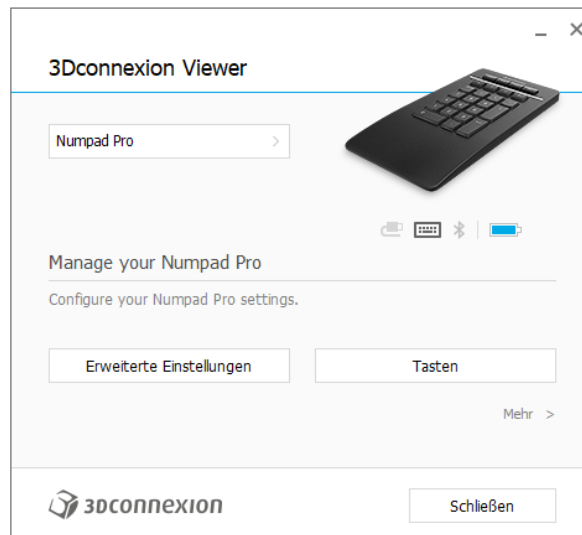 3Dconnexion Viewer
Numpad Pro
Manage your Numpad Pro
Configure your Numpad Pro settings.
Erweiterte Einstellungen
Tasten
Mehr >
3Dconnexion
Schließen